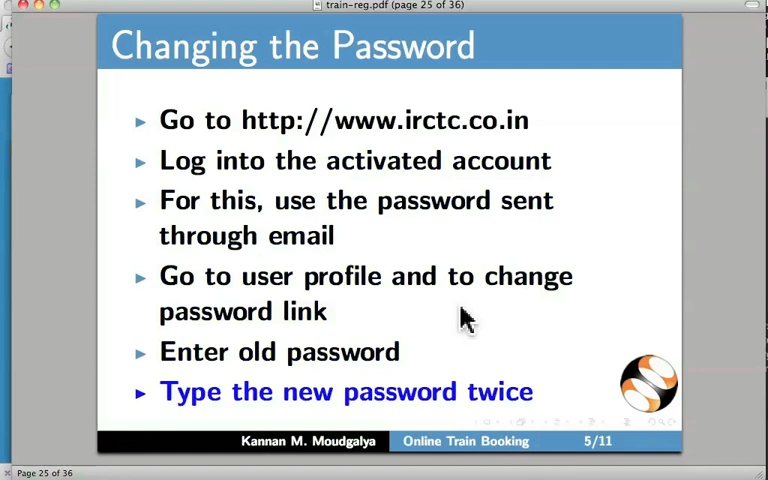 train-reg.pdf (page 25 of 36)
Changing the Password
Go to http://www.irctc.co.in
Log into the activated account
For this, use the password sent
through email
Go to user profile and to change
password link
Enter old password
Type the new password twice
Kannan M. Moudgalya Online Train Booking 5/11
Page 25 of 36